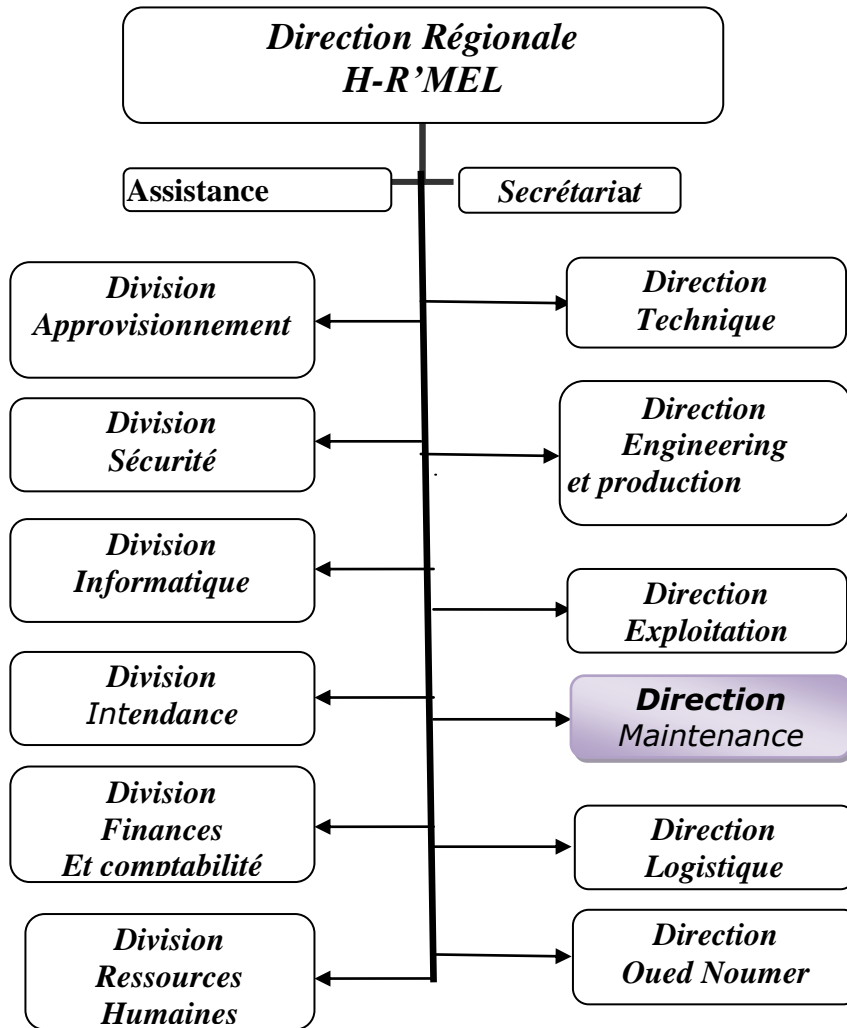 Direction Régionale
H-R’MEL
Assistance
Secrétariat
Division
Approvisionnement
Direction
Technique
Division
Sécurité
Direction
Engineering
et production
Division
Informatique
Direction
Exploitation
Division
Intendance
Direction
Maintenance
Division
Finances
Et comptabilité
Direction
Logistique
Division
Ressources
Humaines
Direction
Oued Noumer